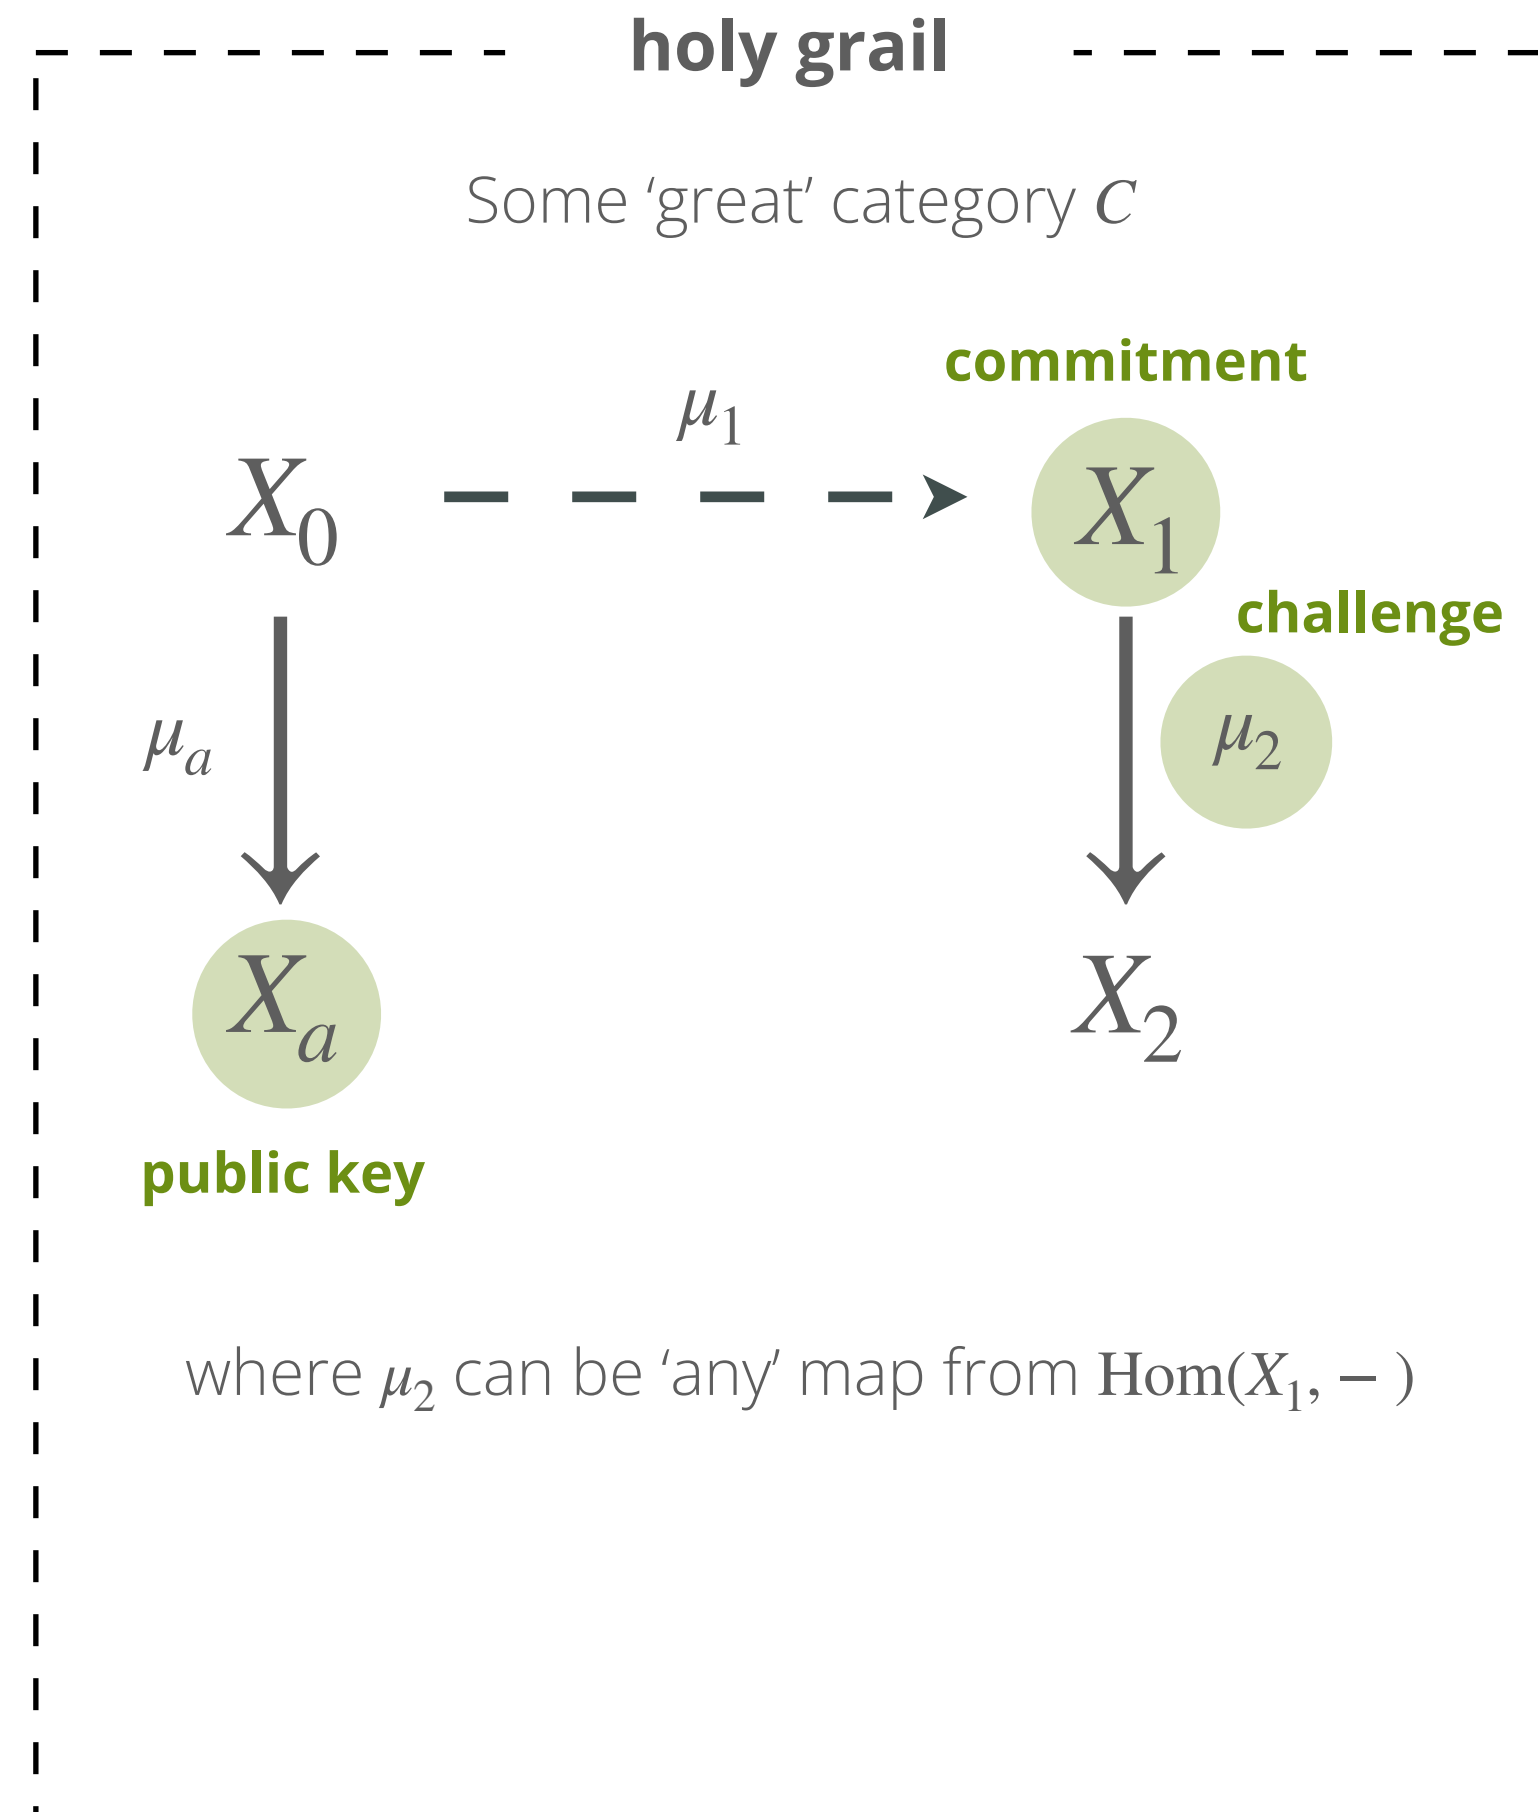 holy grail
Some ‘great’ category C
commitment
μ₁
X₀
X₁
challenge
μₐ
μ₂
Xₐ
X₂
public key
where μ₂ can be ‘any’ map from Hom(X₁, − )